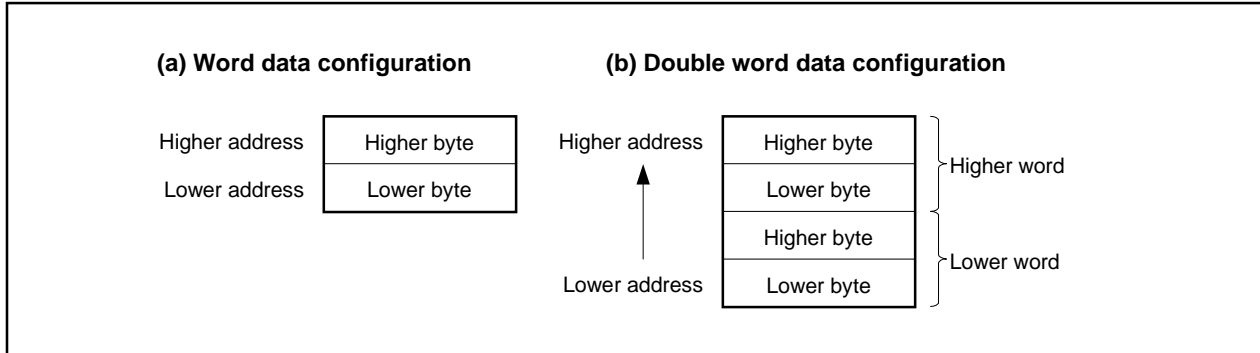 (a) Word data configuration
Higher address Higher byte
Lower address Lower byte
(b) Double word data configuration
Higher address Higher byte
Lower byte
Higher word
Higher byte
Lower address Lower byte
Lower word